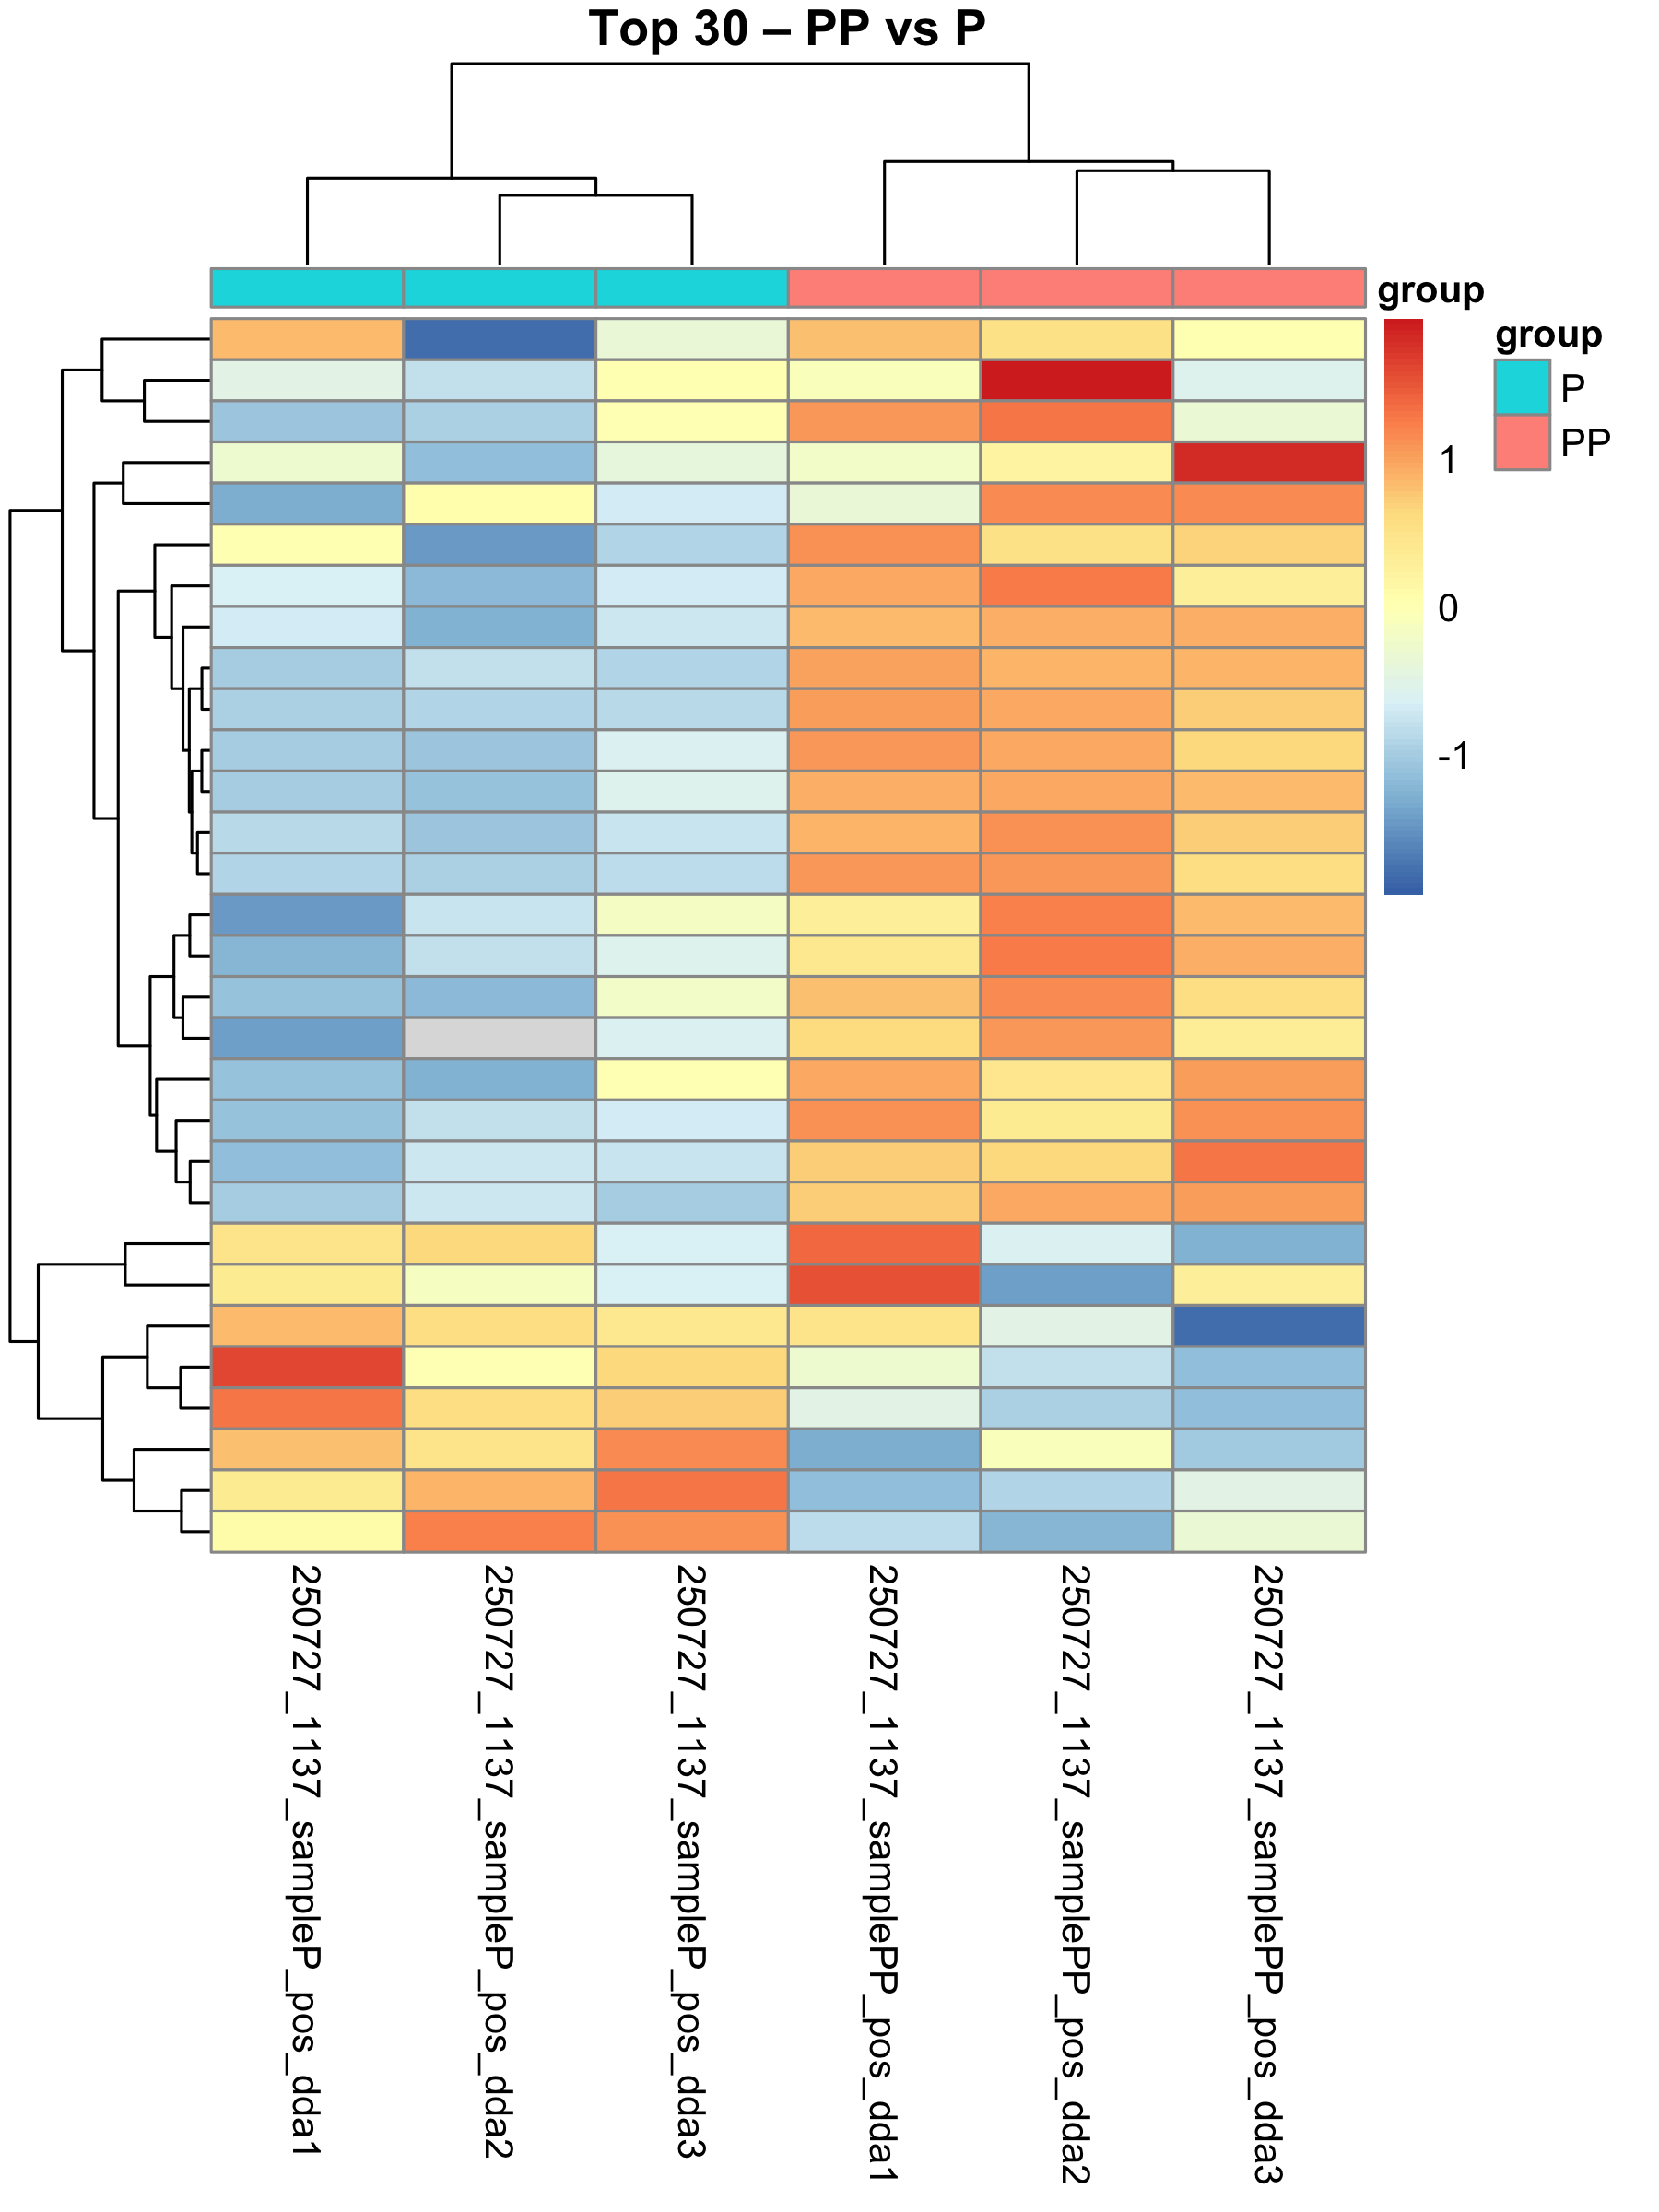 Top 30 – PP vs P
group
group
P
PP
1
0
-1
250727_1137_sampleP_pos_dda1
250727_1137_sampleP_pos_dda2
250727_1137_sampleP_pos_dda3
250727_1137_samplePP_pos_dda1
250727_1137_samplePP_pos_dda2
250727_1137_samplePP_pos_dda3